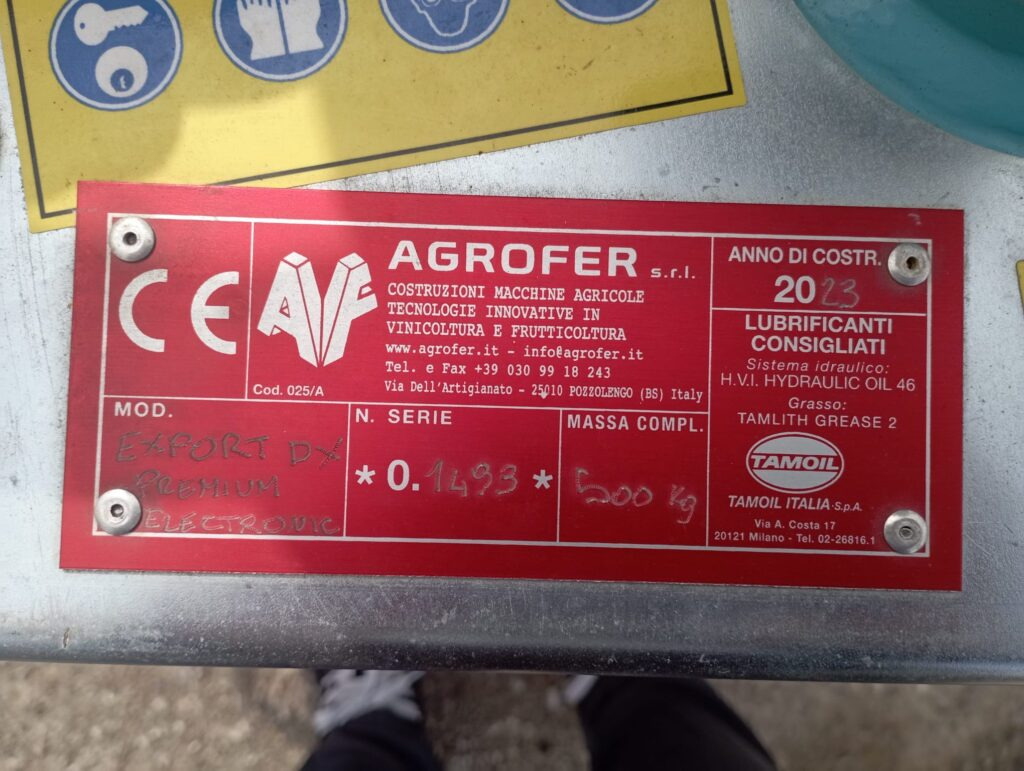 CE
AVF
Cod. 025/A
AGROFER s.r.l.
COSTRUZIONI MACCHINE AGRICOLE
TECNOLOGIE INNOVATIVE IN
VINICOLTURA E FRUTTICOLTURA
www.agrofer.it - info@agrofer.it
Tel. e Fax +39 030 99 18 243
Via Dell'Artigianato - 25010 POZZOLENGO (BS) Italy
ANNO DI COSTR.
2023
LUBRIFICANTI
CONSIGLIATI
Sistema idraulico:
H.V.I. HYDRAULIC OIL 46
Grasso:
TAMLITH GREASE 2
TAMOIL
TAMOIL ITALIA S.p.A.
Via A. Costa 17
20121 Milano - Tel. 02-26816.1
MOD.
EXFORT DX
PREMIUM
ELECTRONIC
N. SERIE
*0.1493*
MASSA COMPL.
500 kg